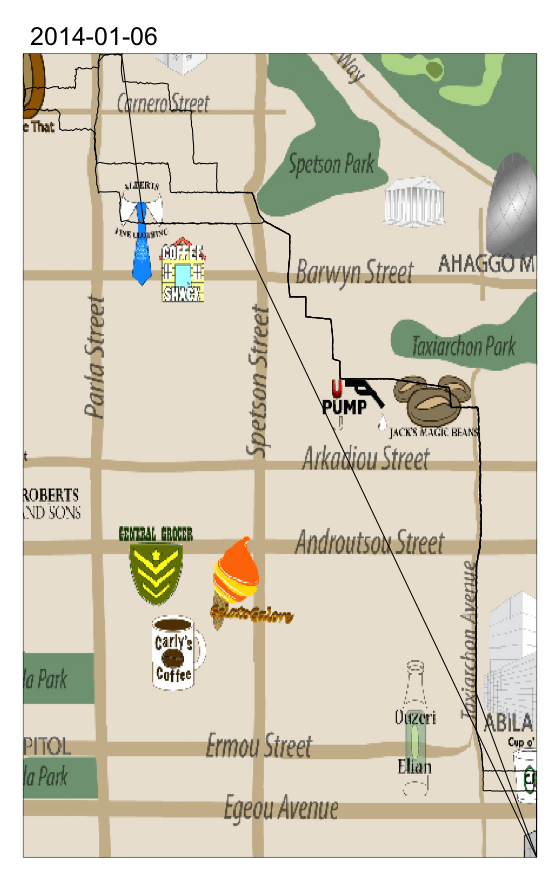 2014-01-06
Way
Carnero Street
e That
Spetson Park
ALBERTS
FINE CLOTHING
COFFEE
SHACK
Barwyn Street
AHAGGO M
Parla Street
Spetson Street
Taxiarchon Park
U
PUMP
JACK'S MAGIC BEANS
Arkadiou Street
t
ROBERTS
AND SONS
GENERAL GROCER
Androutsou Street
GelatoGalore
Carly's
Coffee
Taxiarchon Avenue
la Park
Ouzeri
Elian
ABILA
Cup o'
PITOL
Ermou Street
la Park
Egeou Avenue